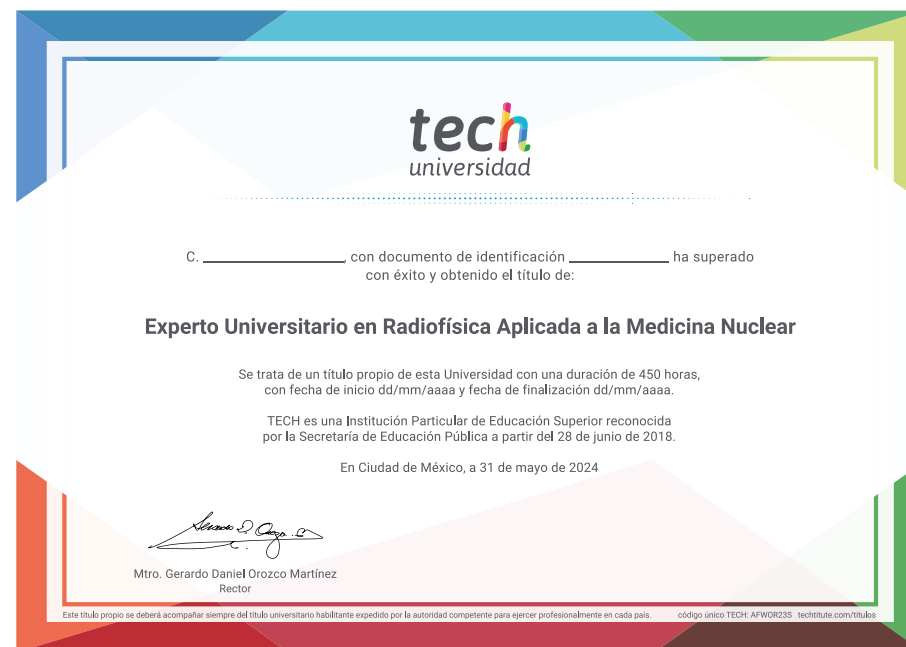 tech
universidad
C. ____________, con documento de identificación ____________ ha superado
con éxito y obtenido el título de:
Experto Universitario en Radiofísica Aplicada a la Medicina Nuclear
Se trata de un título propio de esta Universidad con una duración de 450 horas,
con fecha de inicio dd/mm/aaaa y fecha de finalización dd/mm/aaaa.
TECH es una Institución Particular de Educación Superior reconocida
por la Secretaría de Educación Pública a partir del 28 de junio de 2018.
En Ciudad de México, a 31 de mayo de 2024
Mtro. Gerardo Daniel Orozco Martínez
Rector
Este título propio se deberá acompañar siempre del título universitario habilitante expedido por la autoridad competente para ejercer profesionalmente en cada país. código único TECH: AFWOR23S techtitute.com/titulos